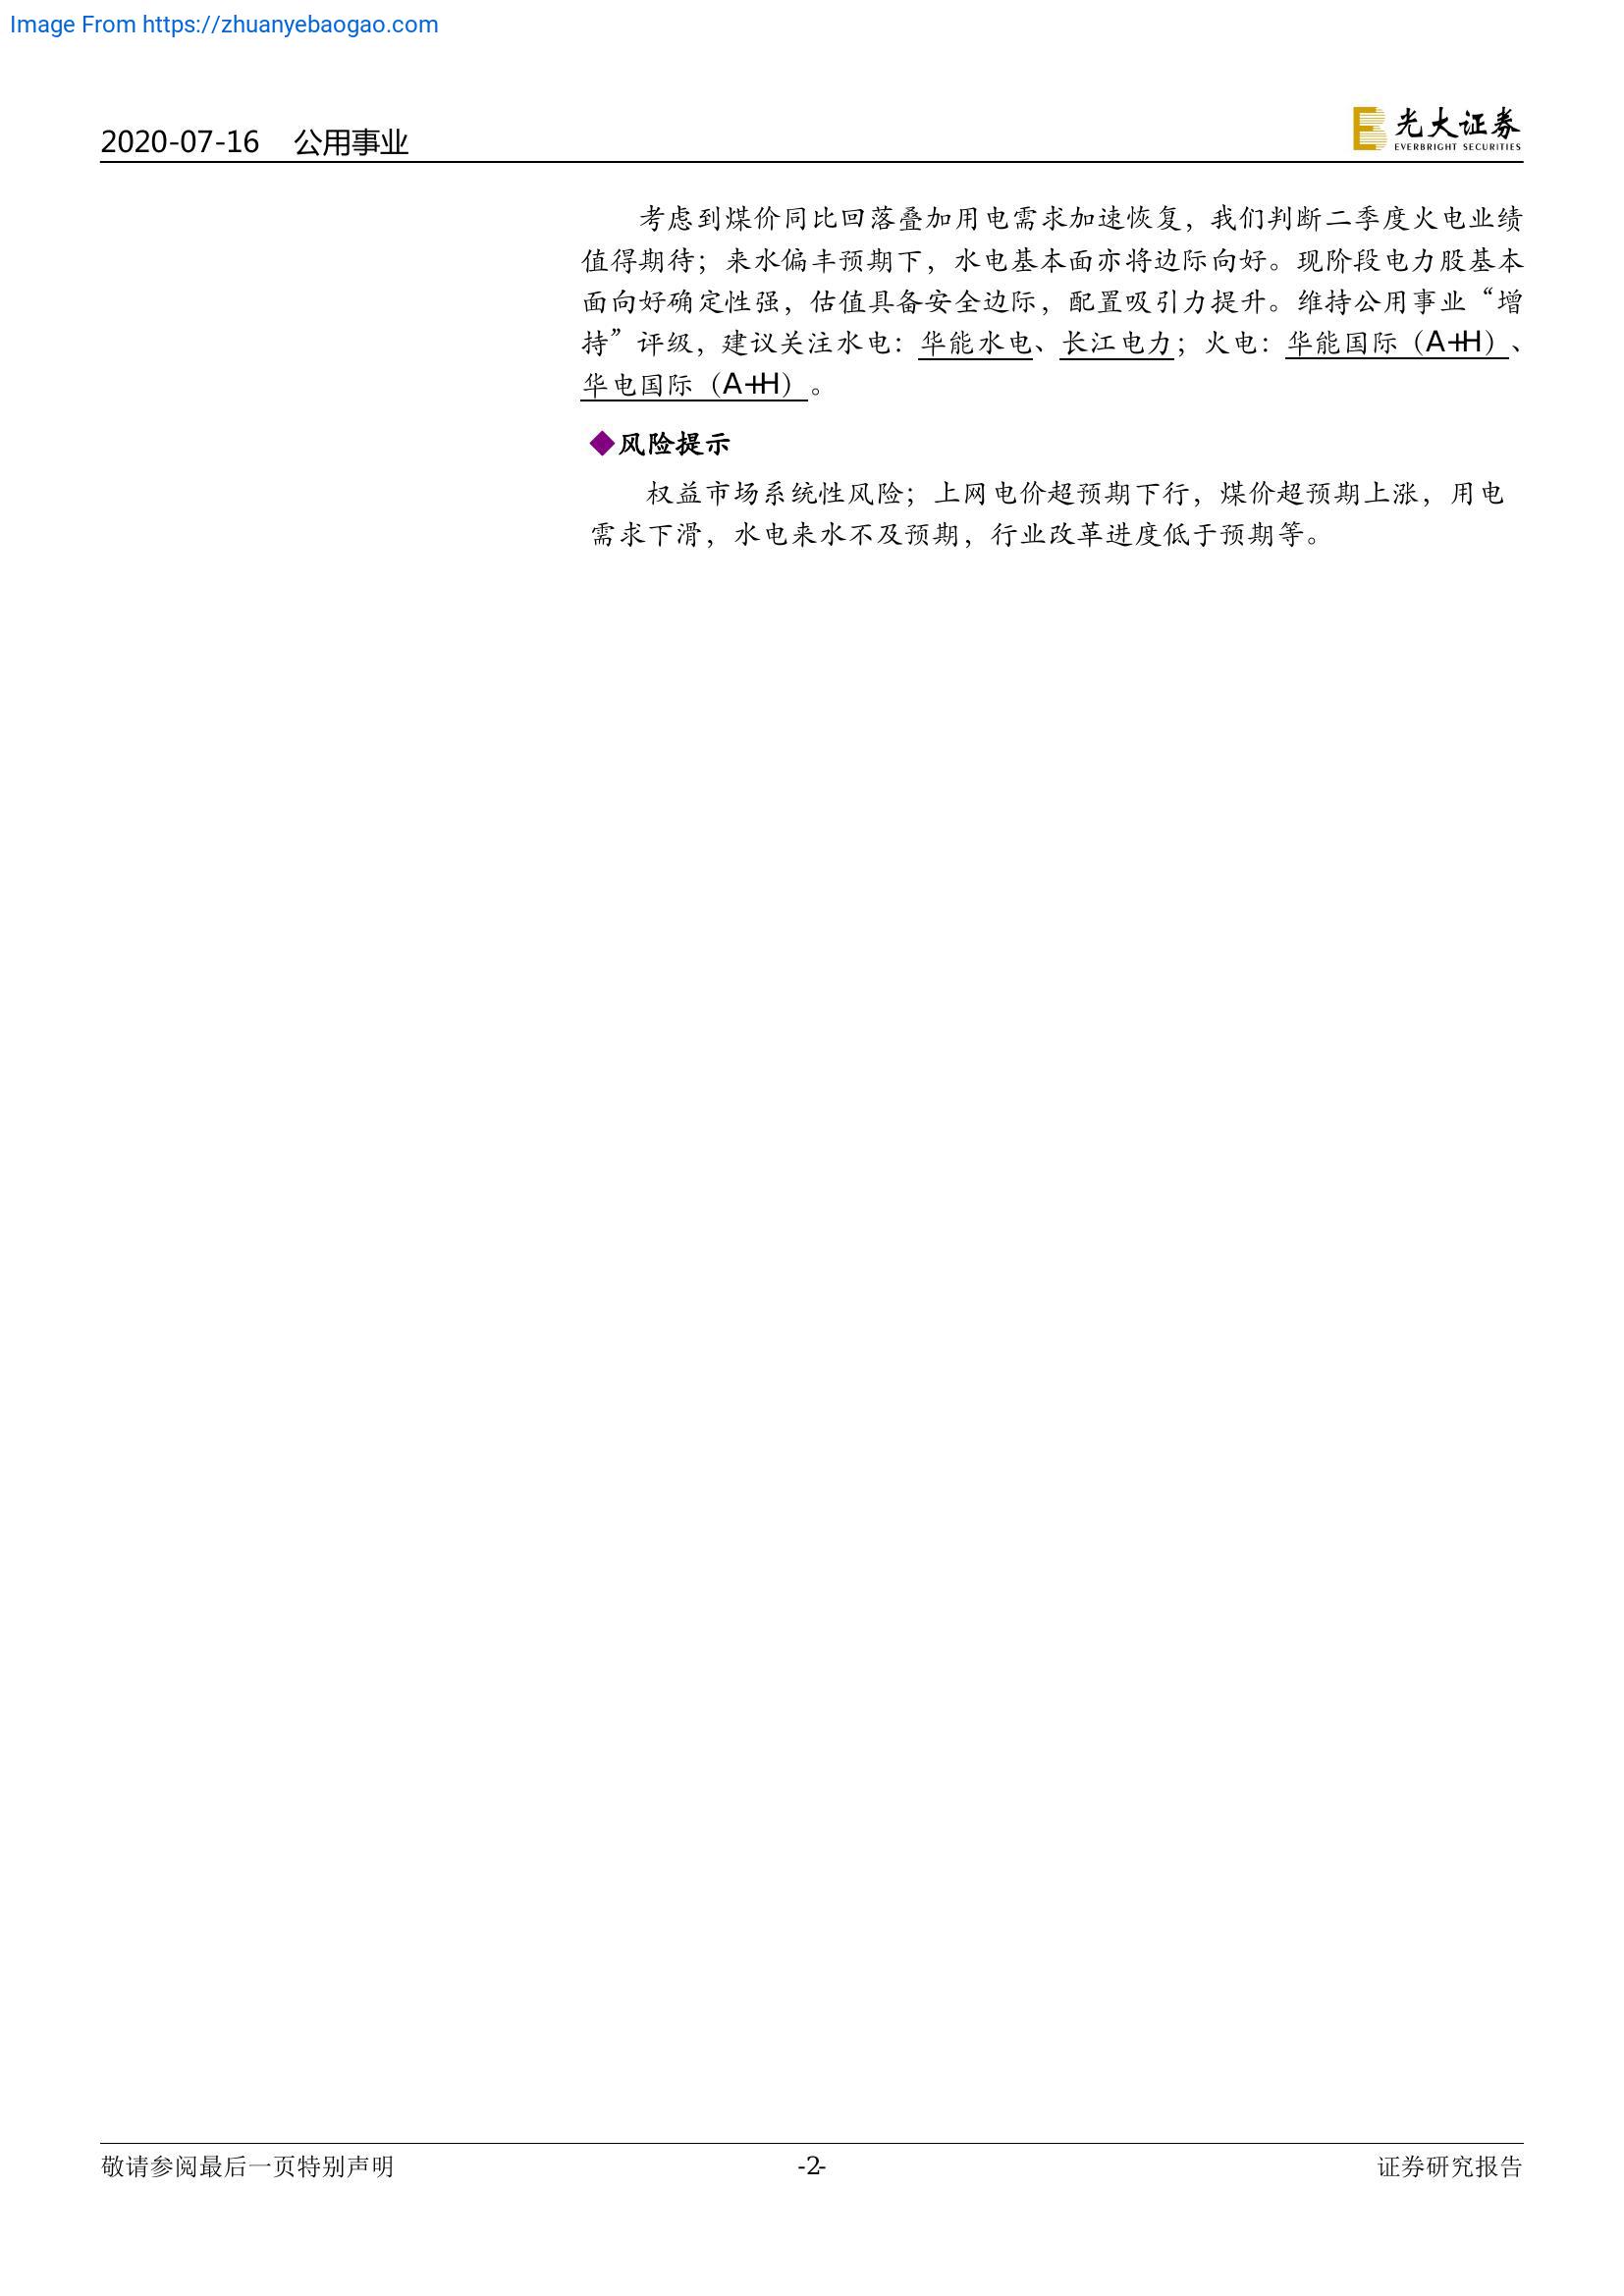 Image From https://zhuanyebaogao.com
2020-07-16 公用事业
光大证券
EVERBRIGHT SECURITIES
考虑到煤价同比回落叠加用电需求加速恢复，我们判断二季度火电业绩
值得期待；来水偏丰预期下，水电基本面亦将边际向好。现阶段电力股基本
面向好确定性强，估值具备安全边际，配置吸引力提升。维持公用事业“增
持”评级，建议关注水电：华能水电、长江电力；火电：华能国际（A+H）、
华电国际（A+H）。
◆风险提示
权益市场系统性风险；上网电价超预期下行，煤价超预期上涨，用电
需求下滑，水电来水不及预期，行业改革进度低于预期等。
敬请参阅最后一页特别声明 -2- 证券研究报告